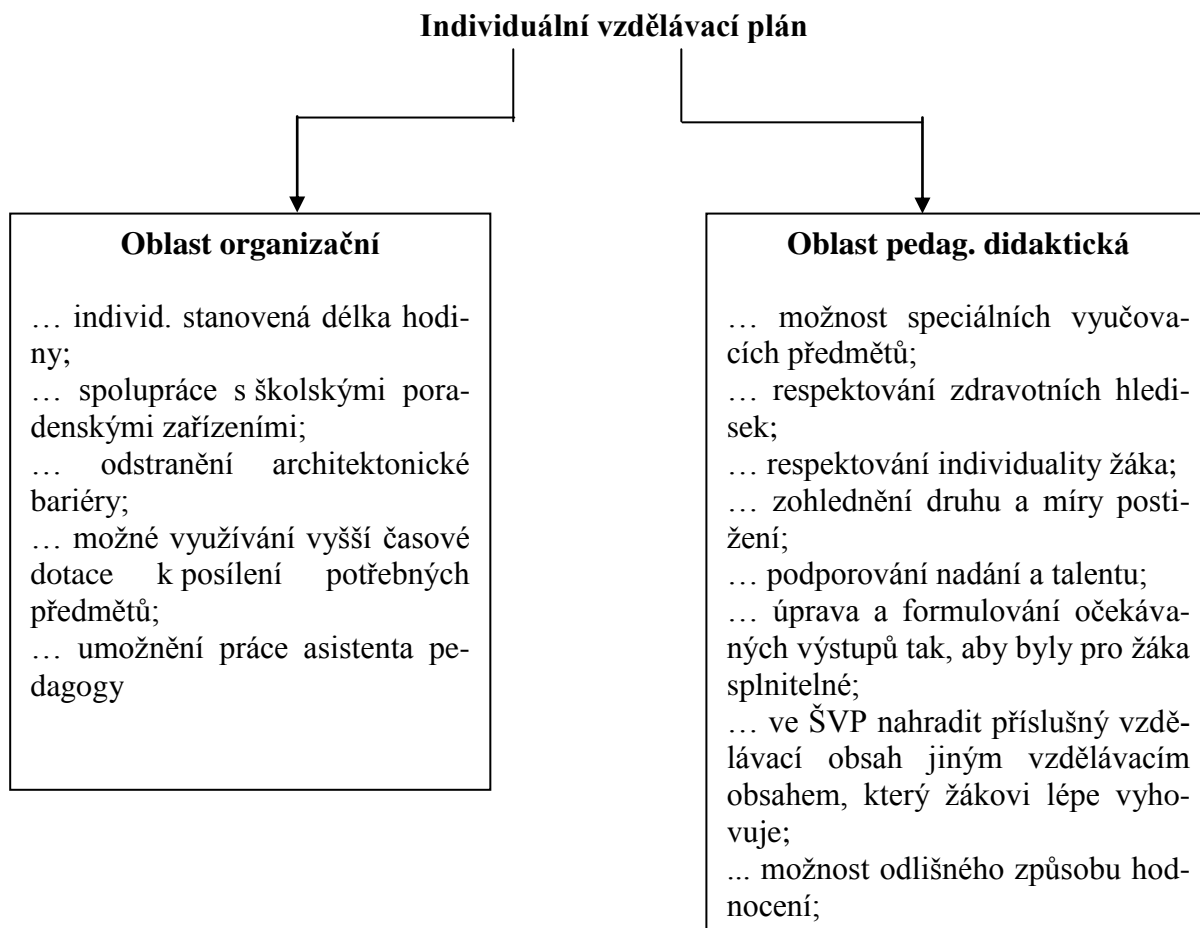 Individuální vzdělávací plán
Oblast organizační
… individ. stanovená délka hodi-
ny;
… spolupráce s školskými pora-
denskými zařízeními;
… odstranění architektonické
bariéry;
… možné využívání vyšší časové
dotace k posílení potřebných
předmětů;
… umožnění práce asistenta pe-
dagogy
Oblast pedag. didaktická
… možnost speciálních vyučova-
cích předmětů;
… respektování zdravotních hledi-
sek;
… respektování individuality žáka;
… zohlednění druhu a míry posti-
žení;
… podporování nadání a talentu;
… úprava a formulování očekáva-
ných výstupů tak, aby byly pro žáka
splnitelné;
… ve ŠVP nahradit příslušný vzdě-
lávací obsah jiným vzdělávacím
obsahem, který žákovi lépe vyho-
vuje;
... možnost odlišného způsobu hod-
nocení;